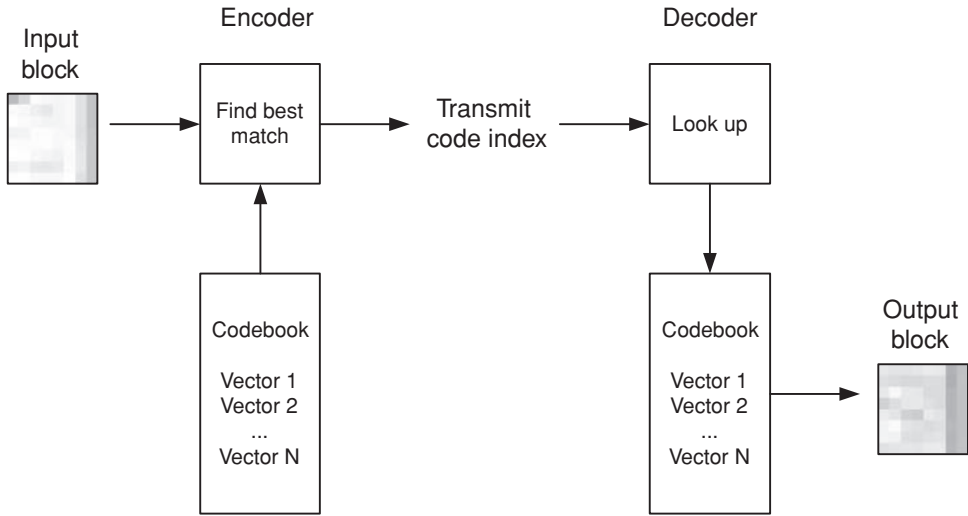 Encoder
Decoder
Input
block
Find best
match
Transmit
code index
Look up
Codebook
Vector 1
Vector 2
...
Vector N
Codebook
Vector 1
Vector 2
...
Vector N
Output
block